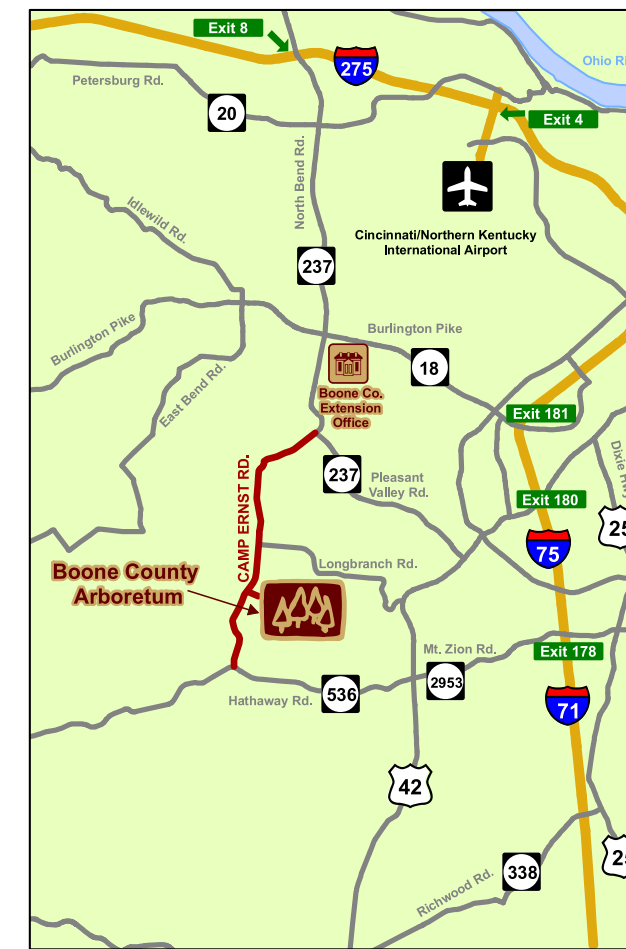 Exit 8
275
Ohio Ri
Petersburg Rd.
20
Exit 4
North Bend Rd.
Idlewild Rd.
Cincinnati/Northern Kentucky
International Airport
237
Burlington Pike
Burlington Pike
18
East Bend Rd.
Boone Co.
Extension
Office
Exit 181
237
Pleasant
Valley Rd.
Dixie Hwy
CAMP ERNST RD.
Exit 180
25
75
Longbranch Rd.
Boone County
Arboretum
Mt. Zion Rd.
Exit 178
2953
Hathaway Rd.
536
71
42
338
25
Richwood Rd.